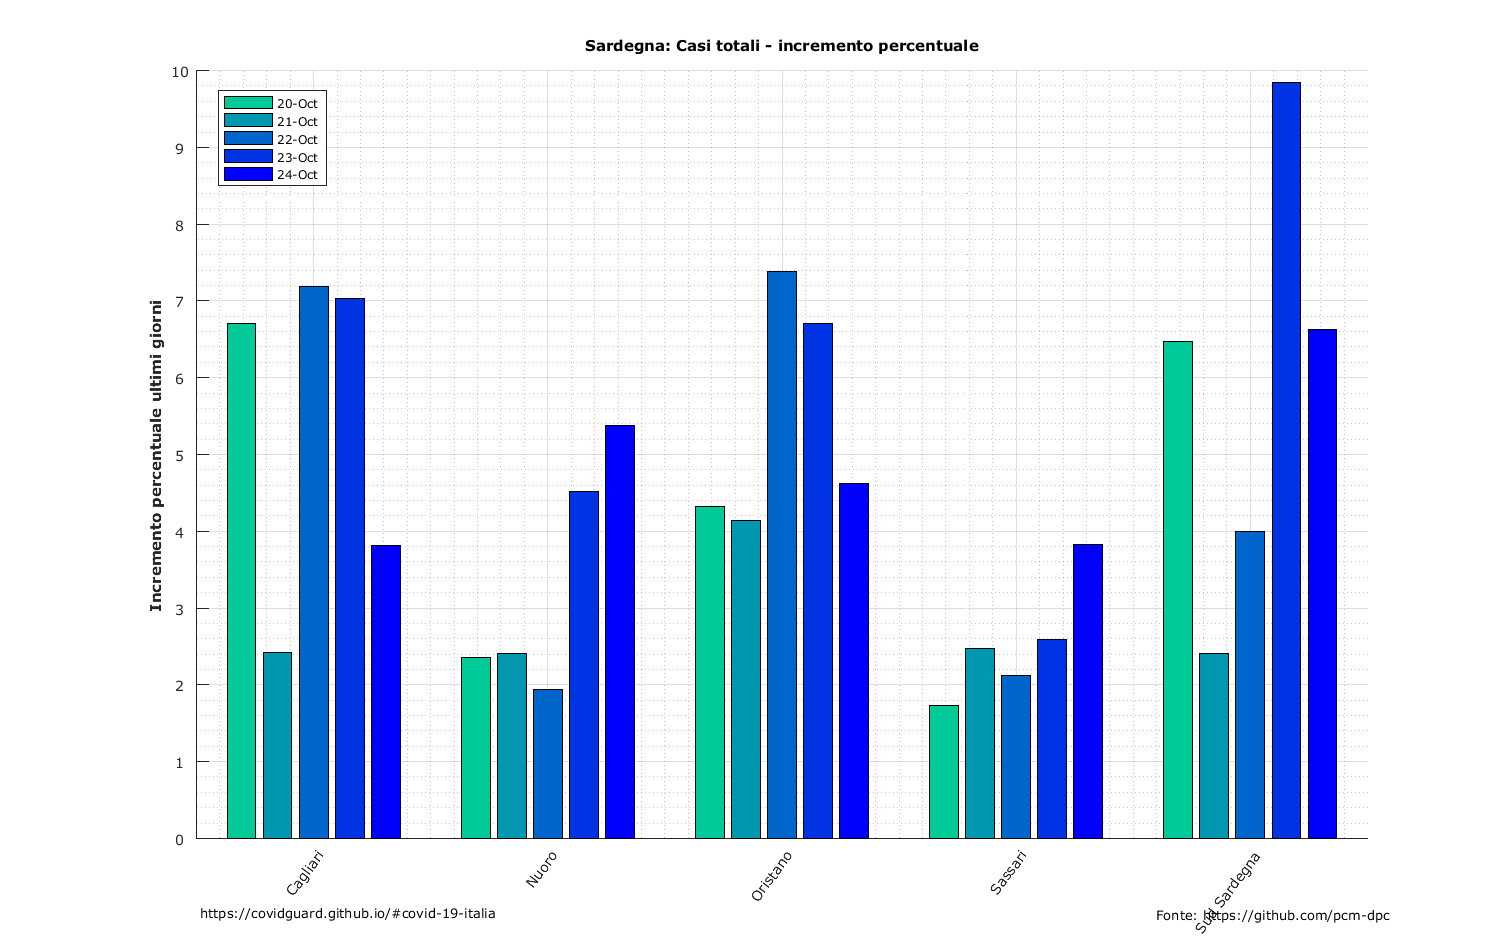 Sardegna: Casi totali - incremento percentuale
Incremento percentuale ultimi giorni
10
9
8
7
6
5
4
3
2
1
0
20-Oct
21-Oct
22-Oct
23-Oct
24-Oct
Cagliari
Nuoro
Oristano
Sassari
Sud Sardegna
https://covidguard.github.io/#covid-19-italia
Fonte: https://github.com/pcm-dpc